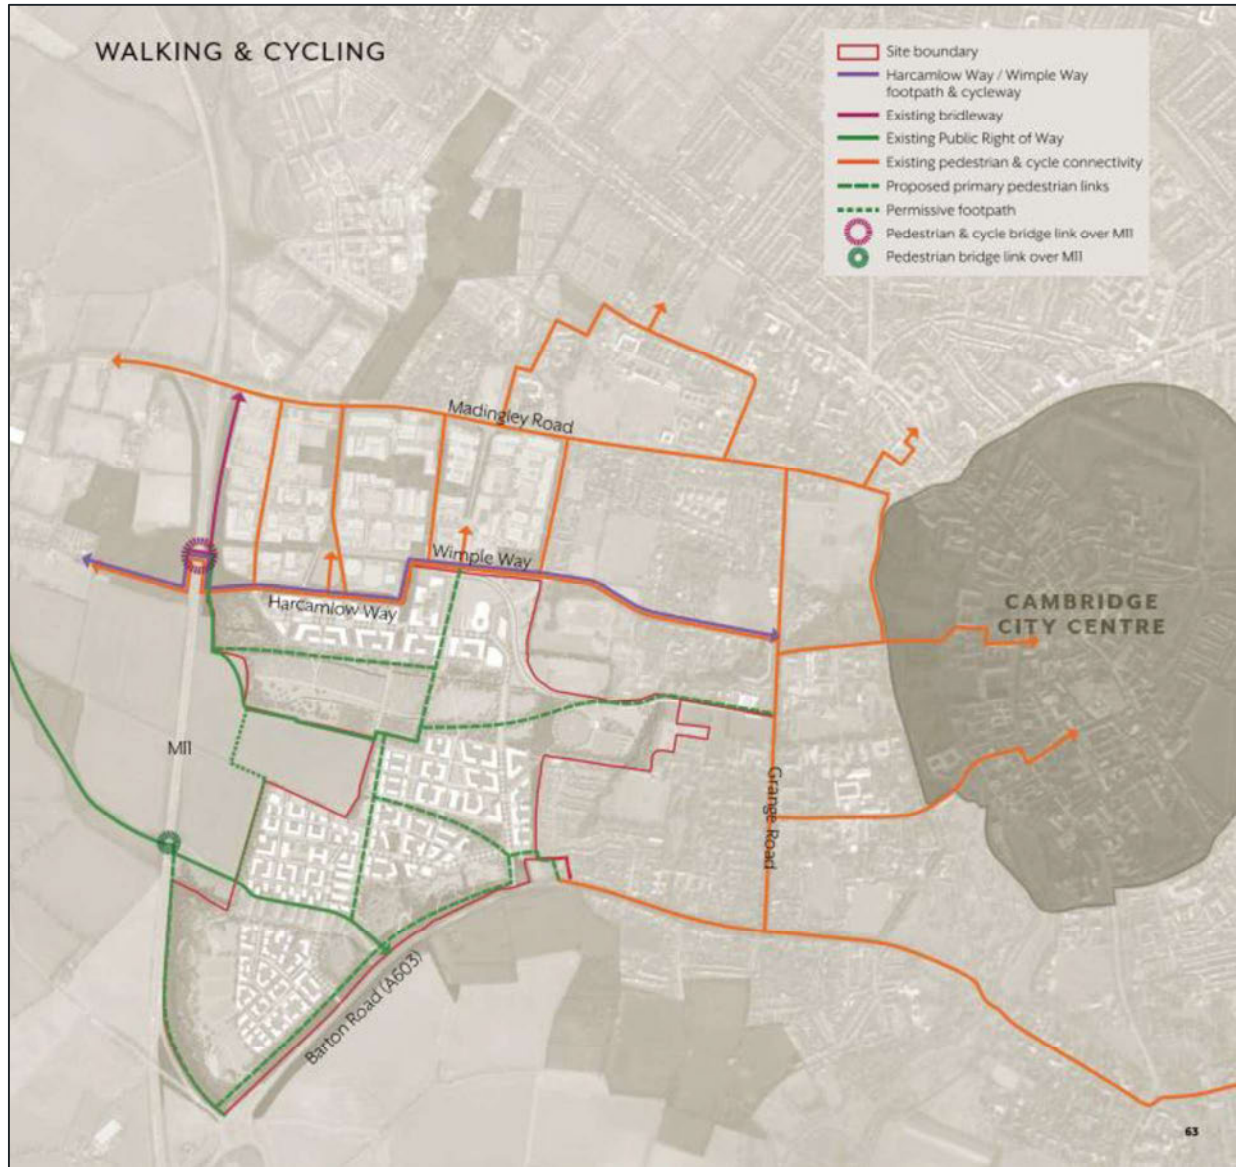 WALKING & CYCLING
Site boundary
Harcamlow Way / Wimple Way
footpath & cycleway
Existing bridleway
Existing Public Right of Way
Existing pedestrian & cycle connectivity
Proposed primary pedestrian links
Permissive footpath
Pedestrian & cycle bridge link over M11
Pedestrian bridge link over M11
Madingley Road
Wimple Way
Harcamlow Way
CAMBRIDGE
CITY CENTRE
M11
Grange Road
Barton Road (A603)
63